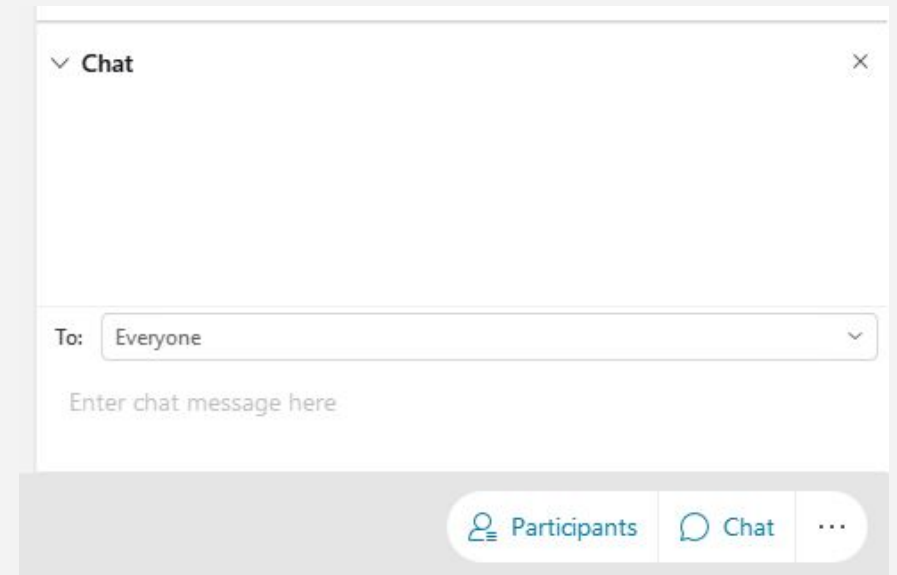 Chat
To: Everyone
Enter chat message here
Participants Chat ...